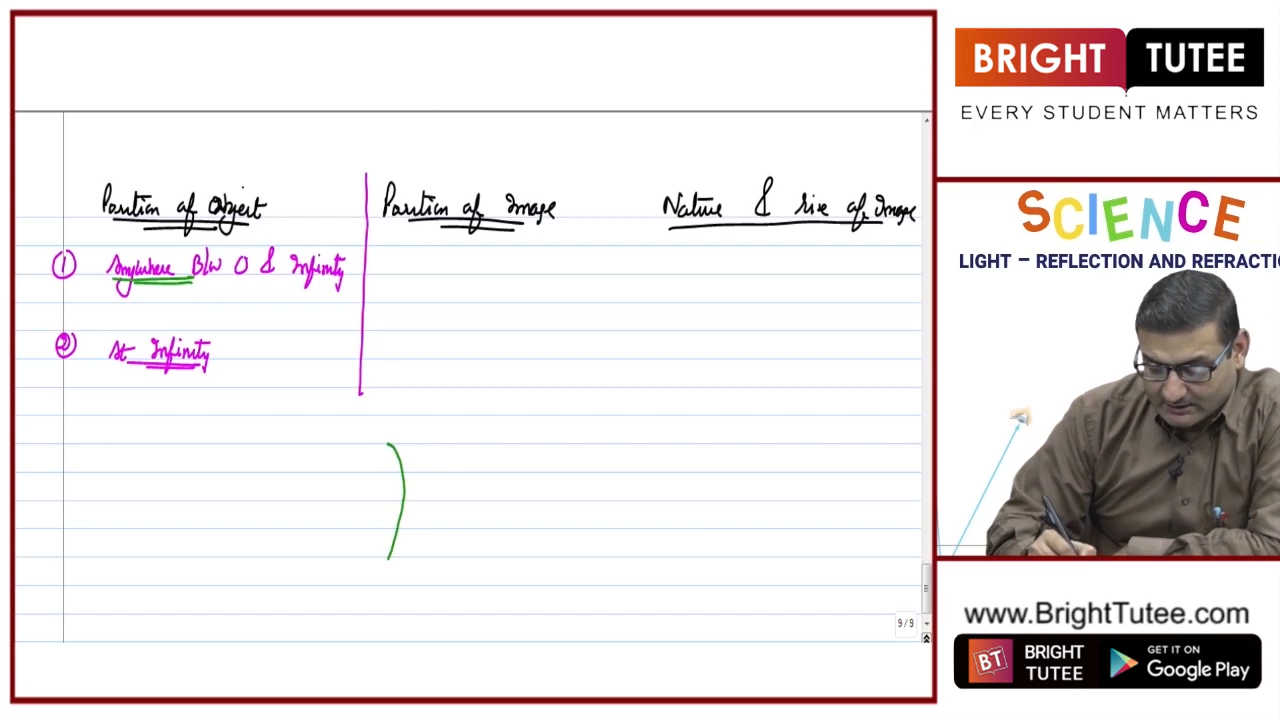 Position of Object
Position of Image
Nature & size of Image
① Anywhere B/w O & Infinity
② At Infinity
9/9
BRIGHT TUTEE
EVERY STUDENT MATTERS
SCIENCE
LIGHT – REFLECTION AND REFRACTI
www.BrightTutee.com
BT
BRIGHT
TUTEE
GET IT ON
Google Play